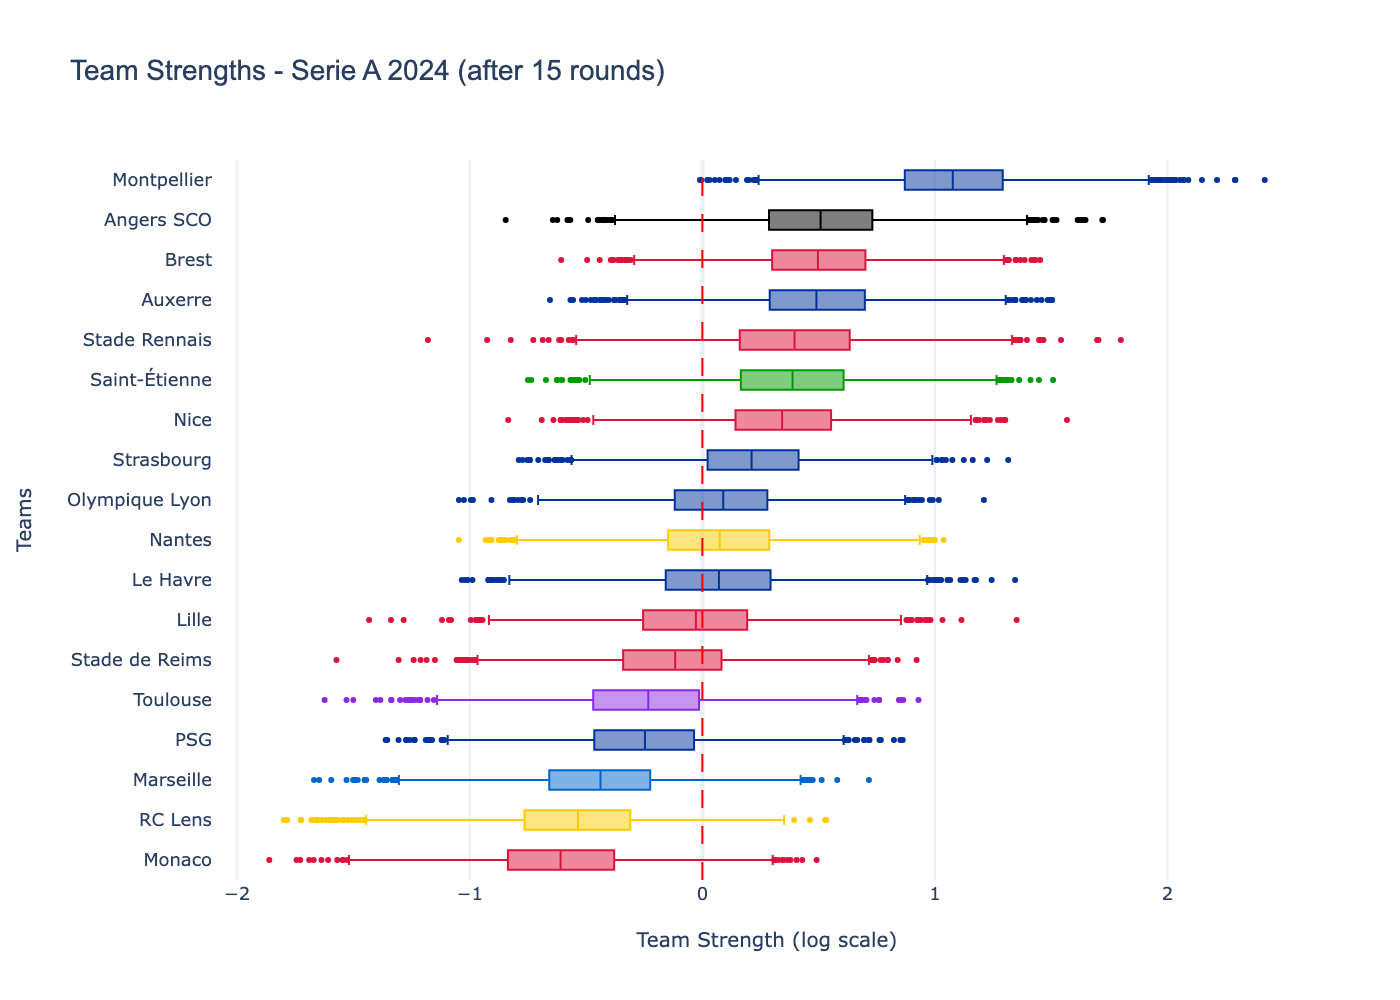 Team Strengths - Serie A 2024 (after 15 rounds)
Montpellier
Angers SCO
Brest
Auxerre
Stade Rennais
Saint-Étienne
Nice
Strasbourg
Olympique Lyon
Nantes
Le Havre
Lille
Stade de Reims
Toulouse
PSG
Marseille
RC Lens
Monaco
Teams
−2 −1 0 1 2
Team Strength (log scale)